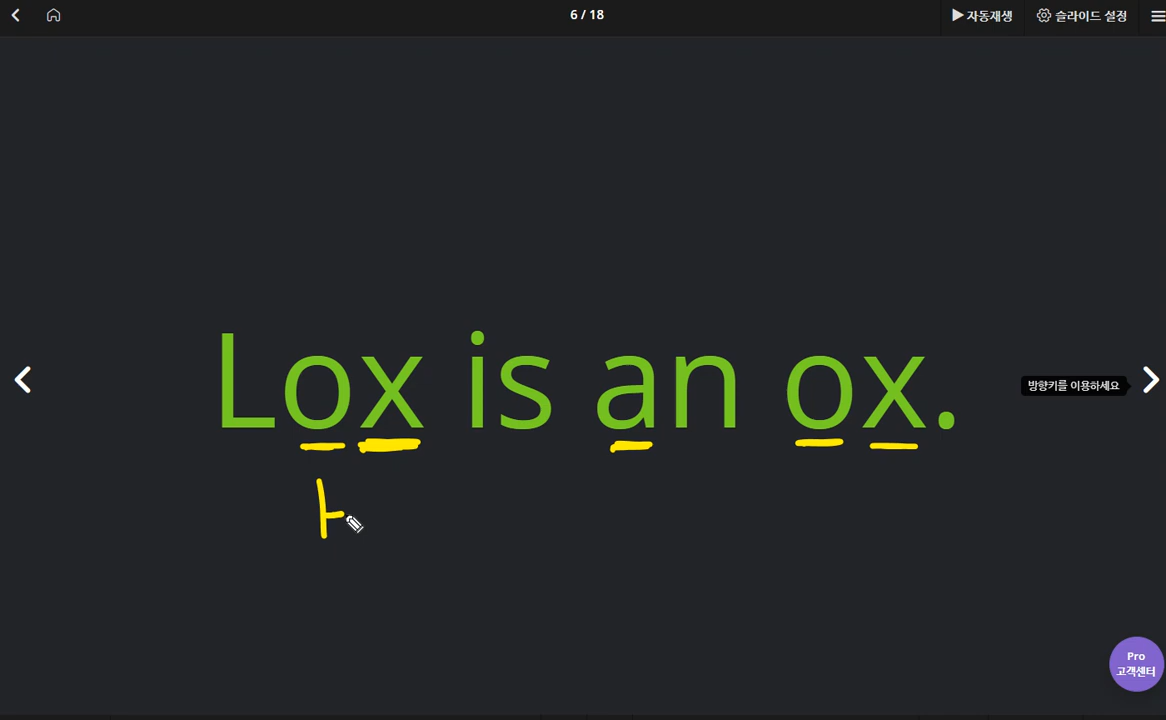 6 / 18
자동재생
슬라이드 설정
Lox is an ox.
방향키를 이용하세요
ㅏ
Pro
고객센터